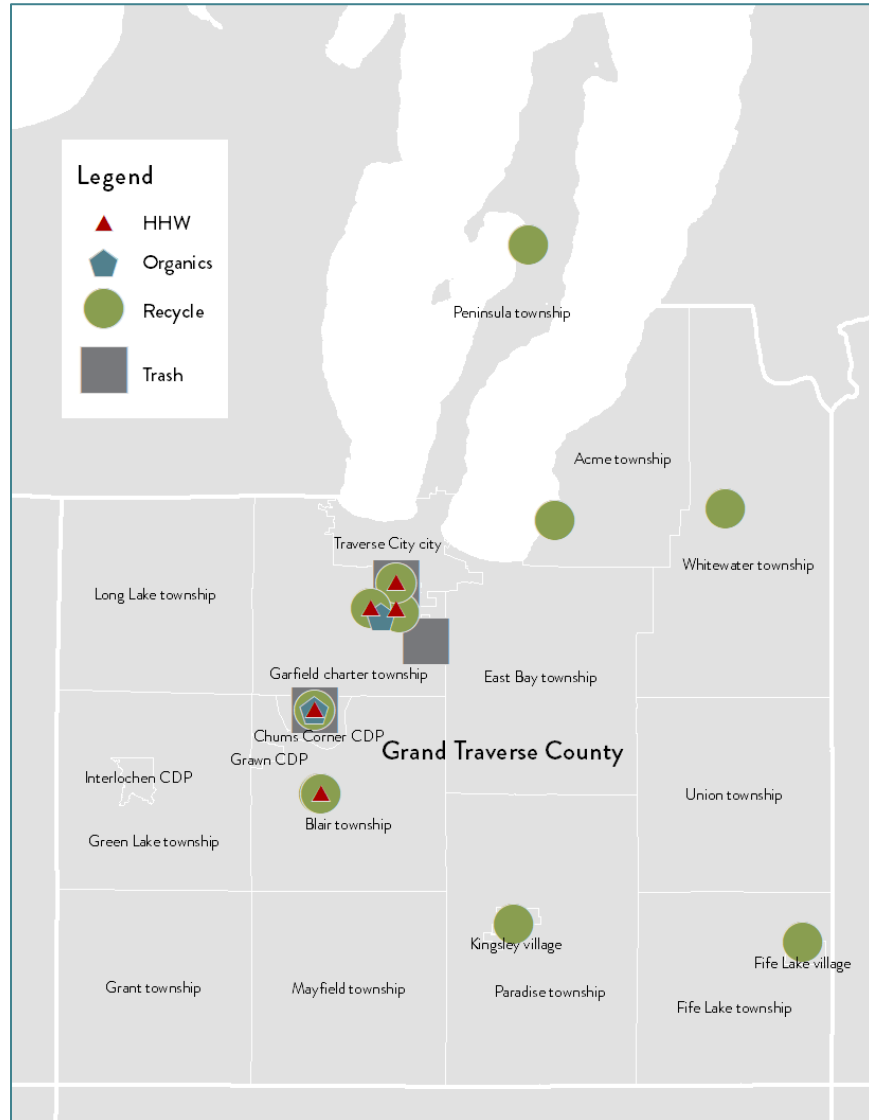 Legend
HHW
Organics
Recycle
Trash
Peninsula township
Acme township
Whitewater township
Traverse City city
Long Lake township
Garfield charter township
East Bay township
Chums Corner CDP
Grand Traverse County
Grawn CDP
Interlochen CDP
Union township
Blair township
Green Lake township
Kingsley village
Fife Lake village
Grant township
Mayfield township
Paradise township
Fife Lake township